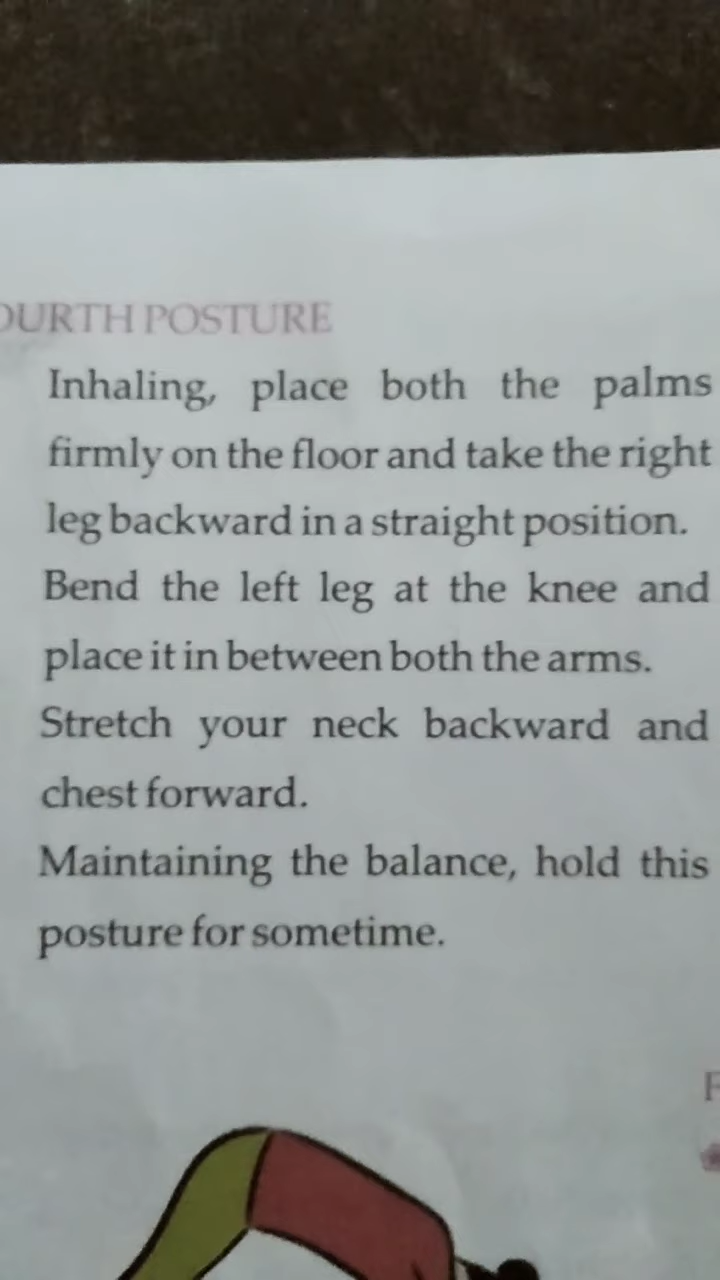 OURTH POSTURE
Inhaling, place both the palms
firmly on the floor and take the right
leg backward in a straight position.
Bend the left leg at the knee and
place it in between both the arms.
Stretch your neck backward and
chest forward.
Maintaining the balance, hold this
posture for sometime.
F